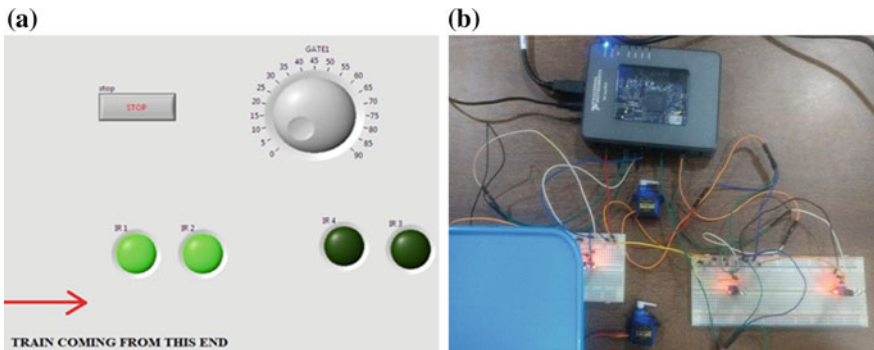 (a)
(b)
GATE1
0
5
10
15
20
25
30
35
40
45
50
55
60
65
70
75
80
85
90
stop
STOP
IR 1
IR 2
IR 4
IR 3
TRAIN COMING FROM THIS END